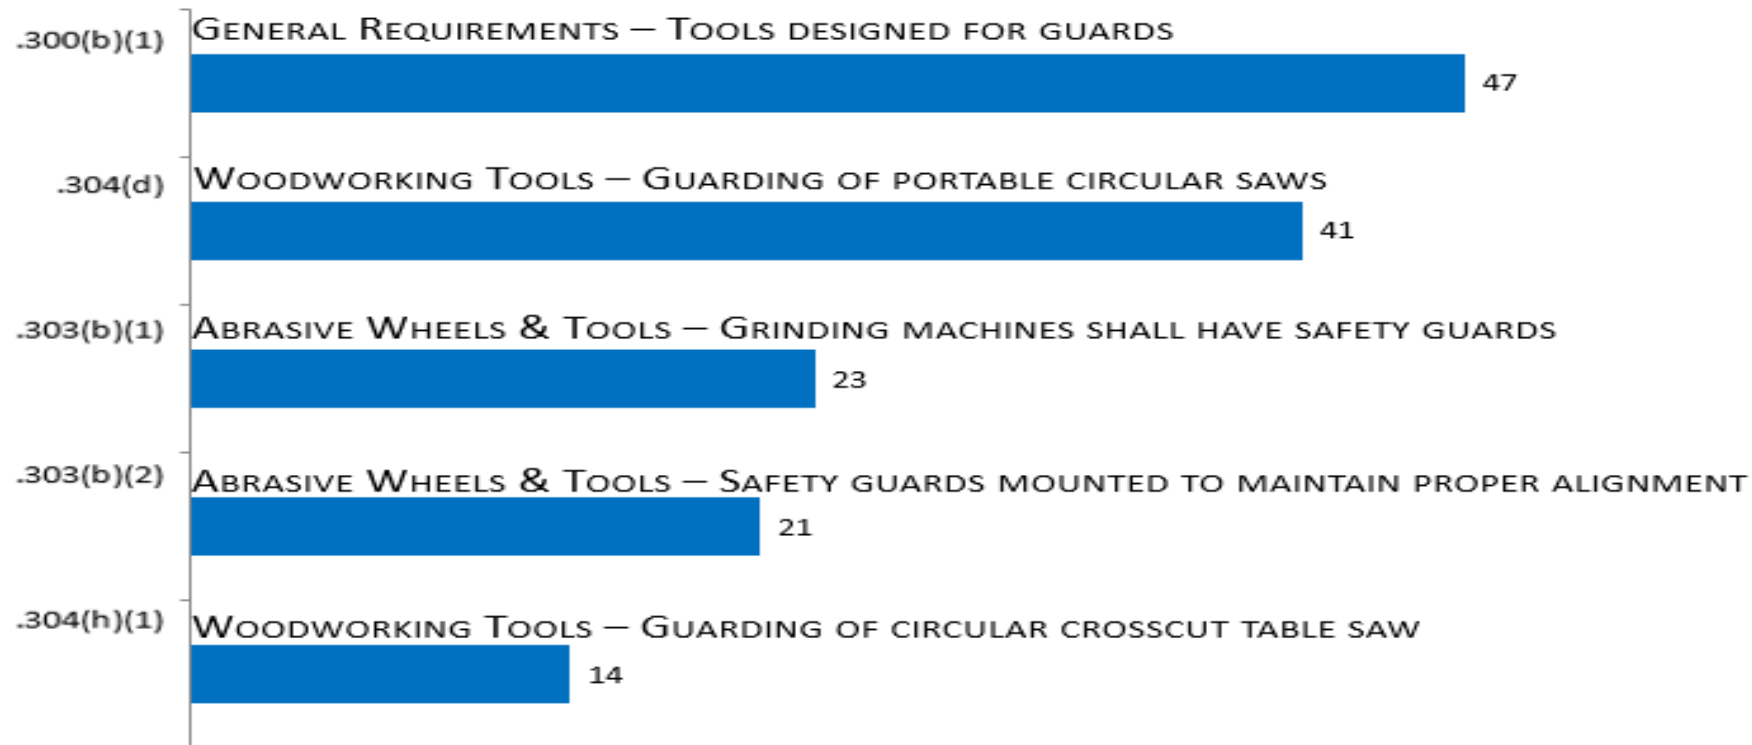 .300(b)(1) General Requirements – Tools designed for guards
47
.304(d) Woodworking Tools – Guarding of portable circular saws
41
.303(b)(1) Abrasive Wheels & Tools – Grinding machines shall have safety guards
23
.303(b)(2) Abrasive Wheels & Tools – Safety guards mounted to maintain proper alignment
21
.304(h)(1) Woodworking Tools – Guarding of circular crosscut table saw
14